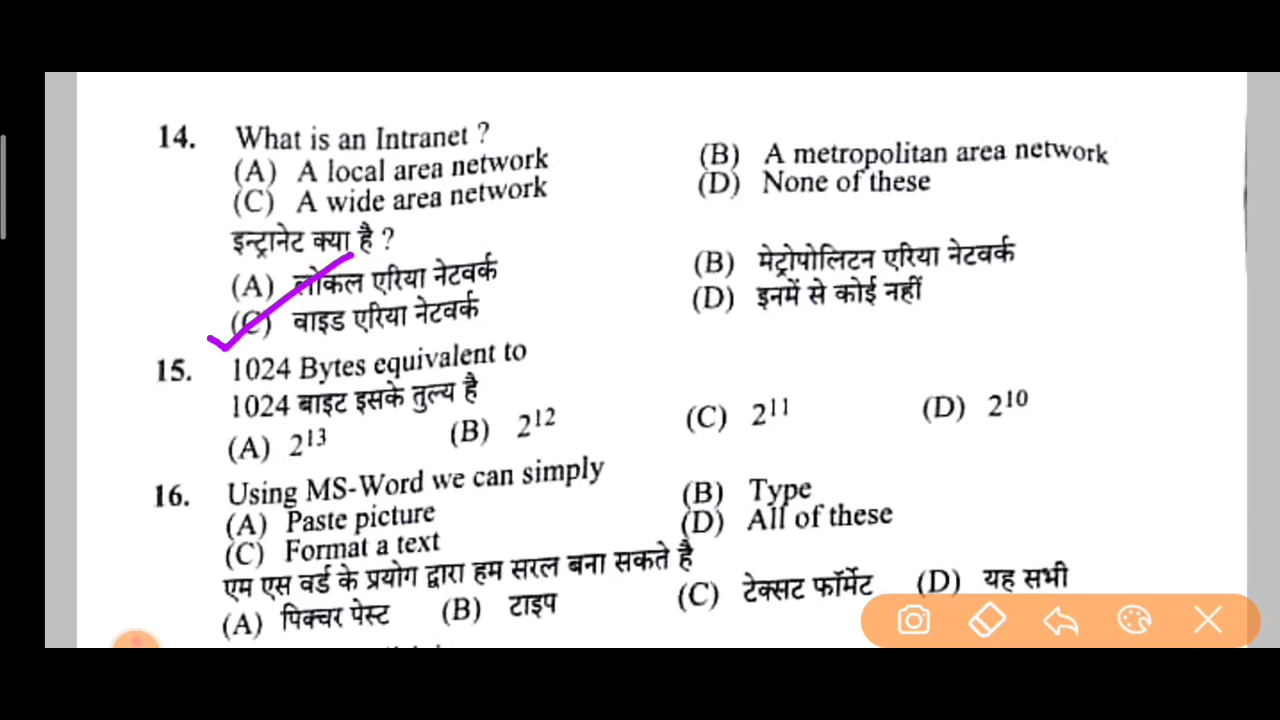 14. What is an Intranet ?
(A) A local area network (B) A metropolitan area network
(C) A wide area network (D) None of these
इन्ट्रानेट क्या है ?
(A) लोकल एरिया नेटवर्क (B) मेट्रोपोलिटन एरिया नेटवर्क
(C) वाइड एरिया नेटवर्क (D) इनमें से कोई नहीं
15. 1024 Bytes equivalent to
1024 बाइट इसके तुल्य है
(A) 2¹³ (B) 2¹² (C) 2¹¹ (D) 2¹⁰
16. Using MS-Word we can simply
(A) Paste picture (B) Type
(C) Format a text (D) All of these
एम एस वर्ड के प्रयोग द्वारा हम सरल बना सकते है
(A) पिक्चर पेस्ट (B) टाइप (C) टेक्सट फॉर्मेट (D) यह सभी